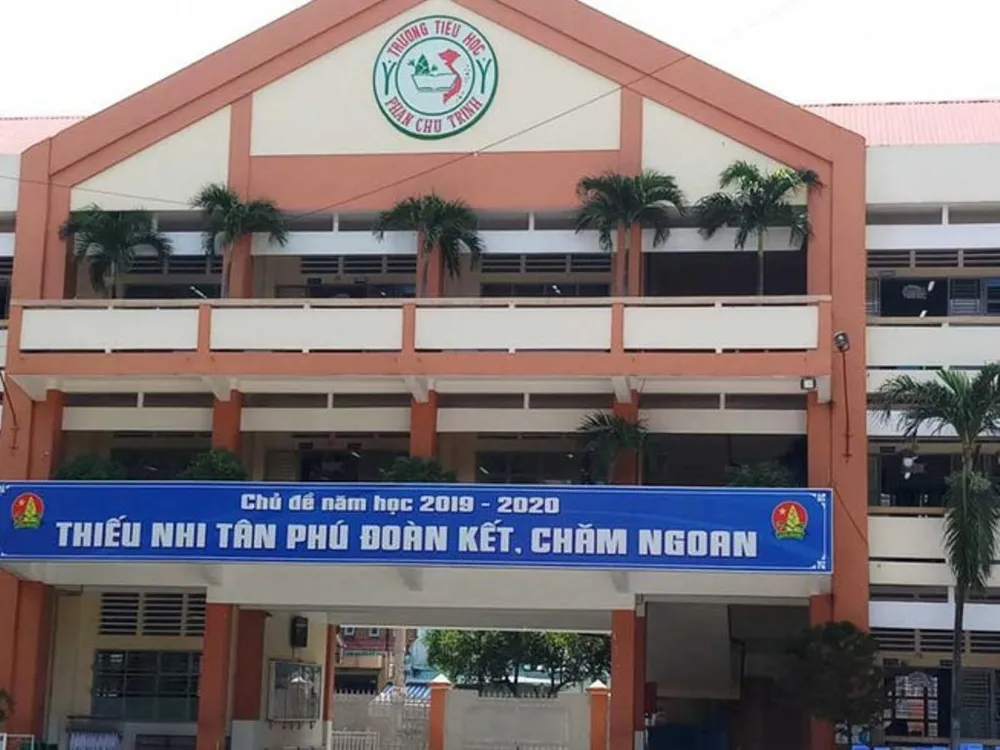 TRƯỜNG TIỂU HỌC
PHAN CHU TRINH
Chủ đề năm học 2019 - 2020
THIẾU NHI TÂN PHÚ ĐOÀN KẾT, CHĂM NGOAN